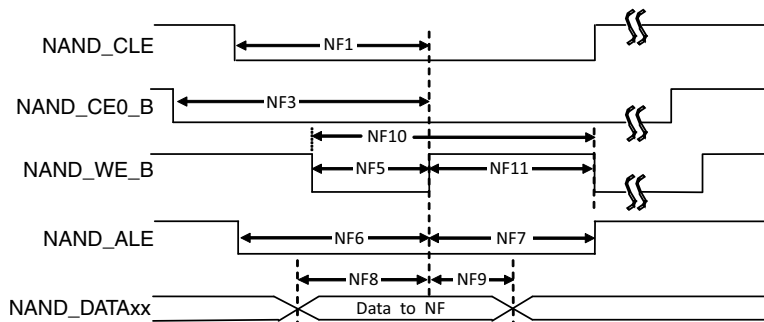 NAND_CLE
NF1
NAND_CE0_B
NF3
NF10
NAND_WE_B
NF5
NF11
NAND_ALE
NF6
NF7
NF8
NF9
NAND_DATAxx
Data to NF